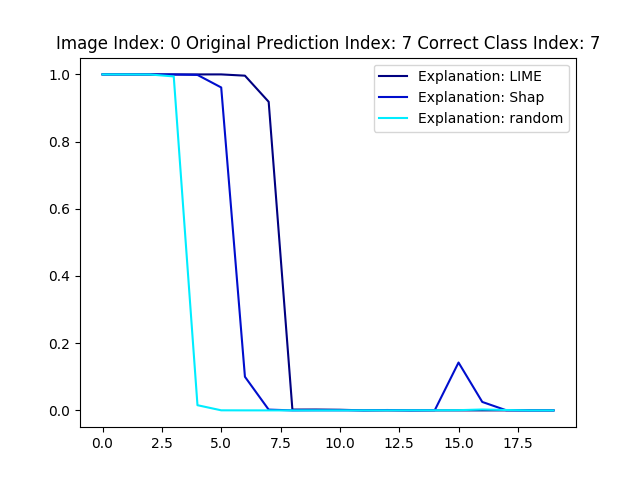 Image Index: 0 Original Prediction Index: 7 Correct Class Index: 7
1.0
Explanation: LIME
Explanation: Shap
Explanation: random
0.8
0.6
0.4
0.2
0.0
0.0 2.5 5.0 7.5 10.0 12.5 15.0 17.5